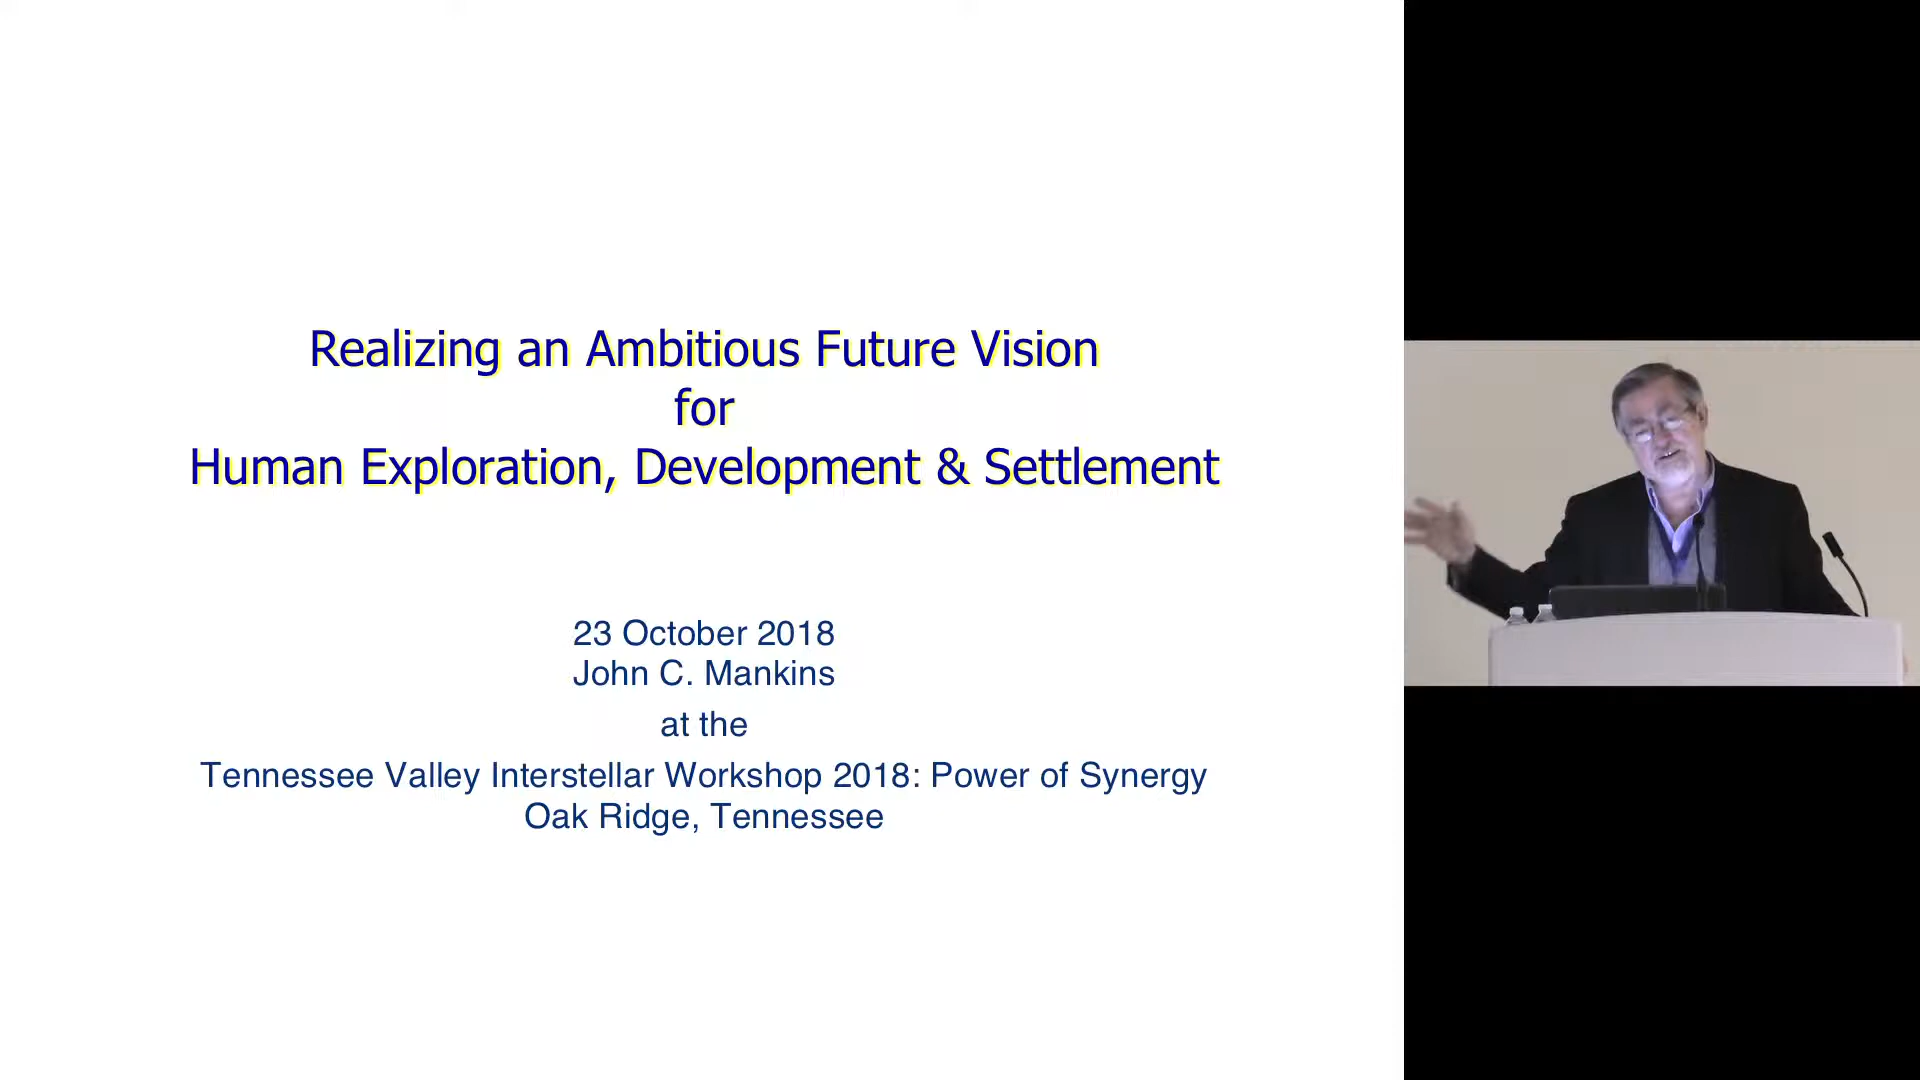 Realizing an Ambitious Future Vision
for
Human Exploration, Development & Settlement
23 October 2018
John C. Mankins
at the
Tennessee Valley Interstellar Workshop 2018: Power of Synergy
Oak Ridge, Tennessee